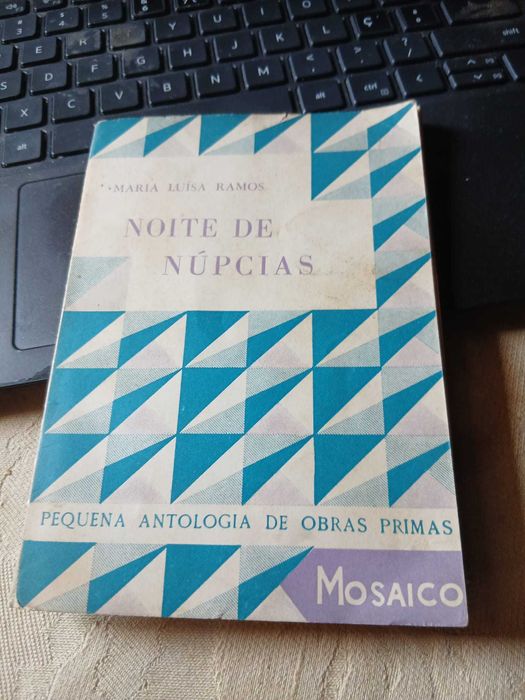 MARIA LUÍSA RAMOS
NOITE DE
NÚPCIAS
PEQUENA ANTOLOGIA DE OBRAS PRIMAS
MOSAICO